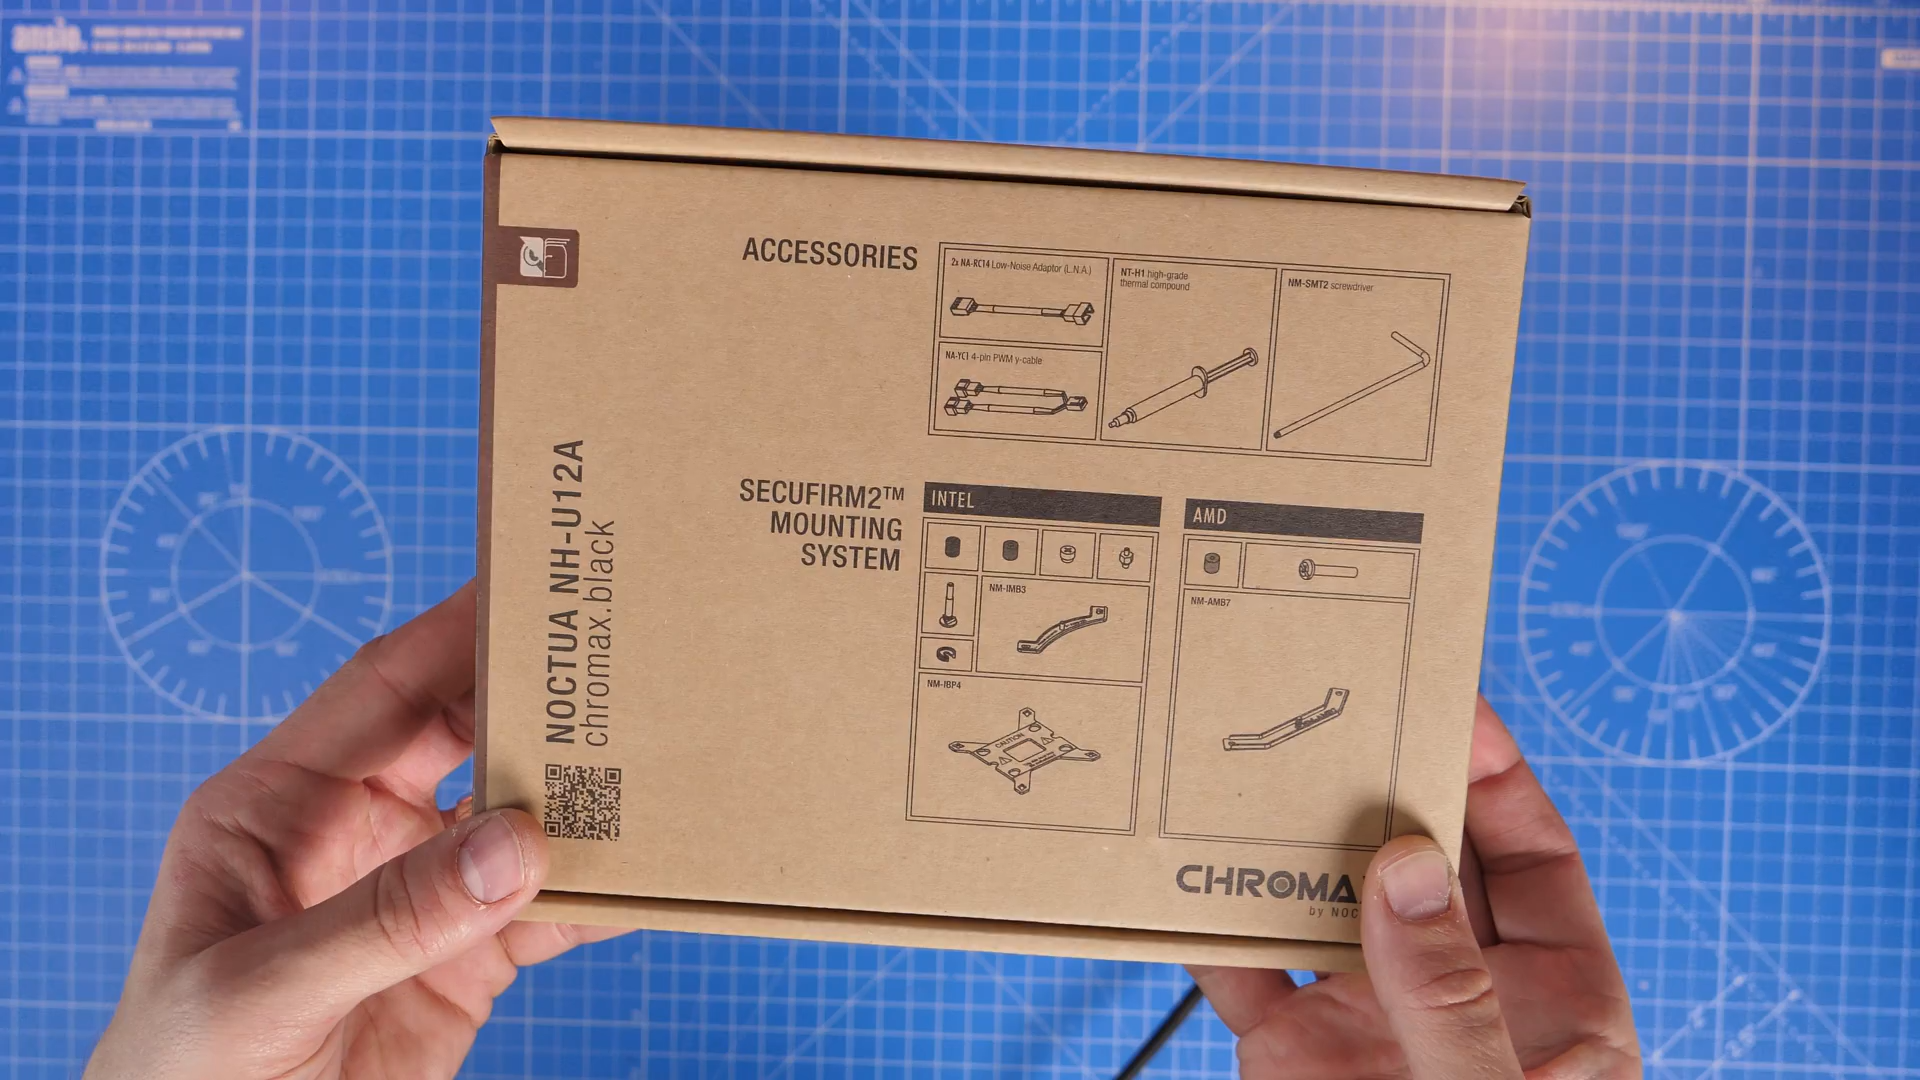 ACCESSORIES
2x NA-RC14 Low-Noise Adaptor (L.N.A.)
NA-YC1 4-pin PWM y-cable
NT-H1 high-grade
thermal compound
NM-SMT2 screwdriver
SECUFIRM2™
MOUNTING
SYSTEM
INTEL
NM-IMB3
NM-IBP4
CAUTION
AMD
NM-AMB7
NOCTUA NH-U12A
chromax.black
CHROMA
by NOC